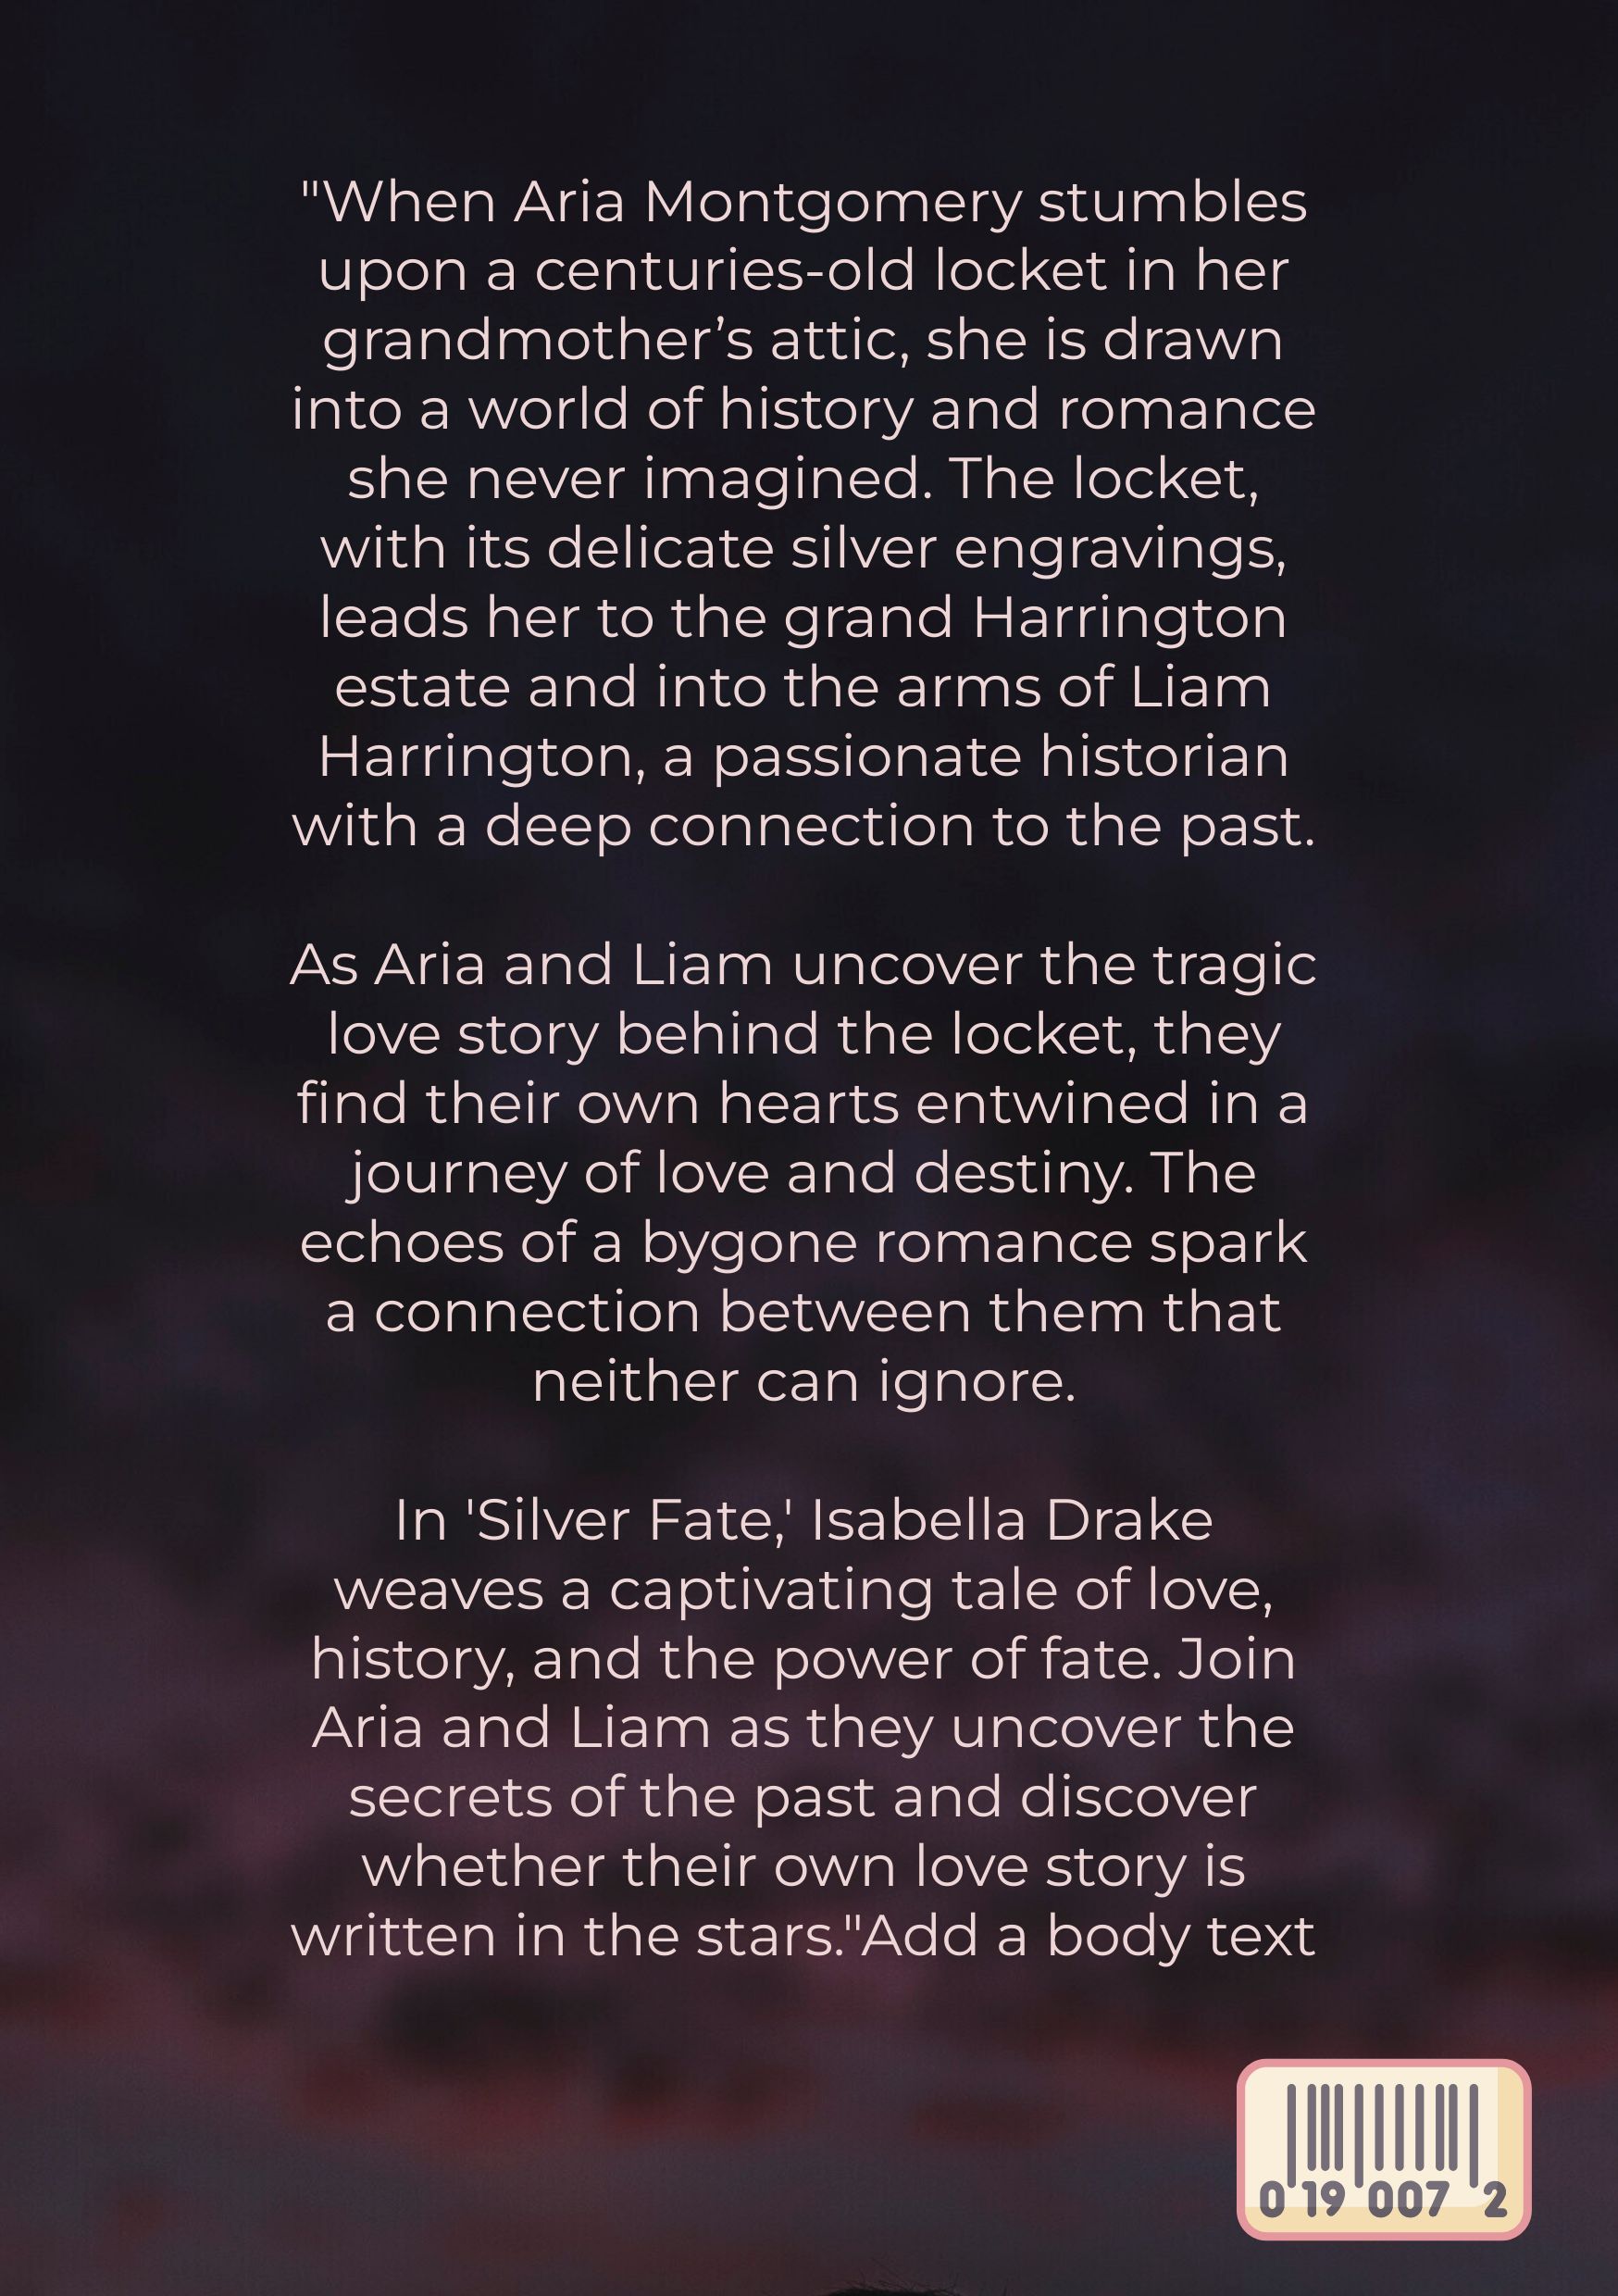 "When Aria Montgomery stumbles
upon a centuries-old locket in her
grandmother’s attic, she is drawn
into a world of history and romance
she never imagined. The locket,
with its delicate silver engravings,
leads her to the grand Harrington
estate and into the arms of Liam
Harrington, a passionate historian
with a deep connection to the past.
As Aria and Liam uncover the tragic
love story behind the locket, they
find their own hearts entwined in a
journey of love and destiny. The
echoes of a bygone romance spark
a connection between them that
neither can ignore.
In 'Silver Fate,' Isabella Drake
weaves a captivating tale of love,
history, and the power of fate. Join
Aria and Liam as they uncover the
secrets of the past and discover
whether their own love story is
written in the stars."Add a body text
0 19 007 2